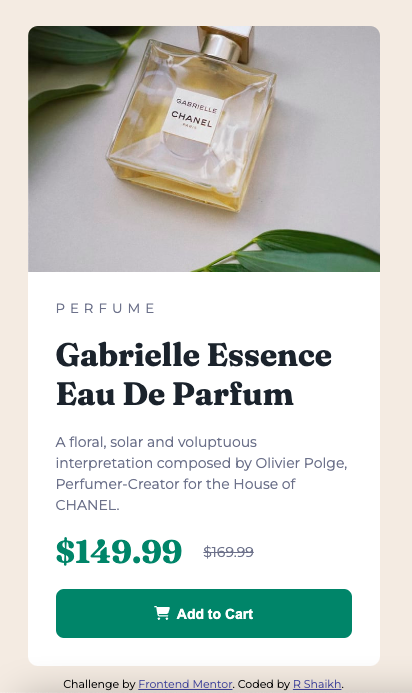 GABRIELLE
CHANEL
PARIS
PERFUME
Gabrielle Essence
Eau De Parfum
A floral, solar and voluptuous
interpretation composed by Olivier Polge,
Perfumer-Creator for the House of
CHANEL.
$149.99 $169.99
Add to Cart
Challenge by Frontend Mentor. Coded by R Shaikh.